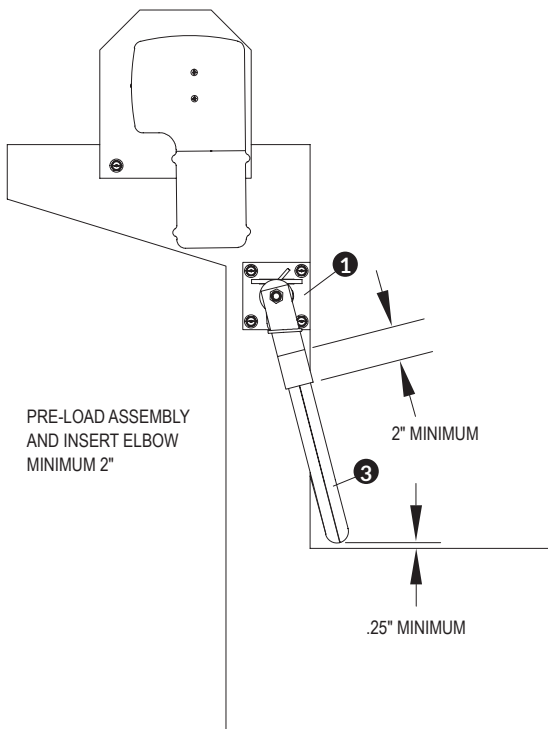 1
2" MINIMUM
PRE-LOAD ASSEMBLY
AND INSERT ELBOW
MINIMUM 2"
3
.25" MINIMUM